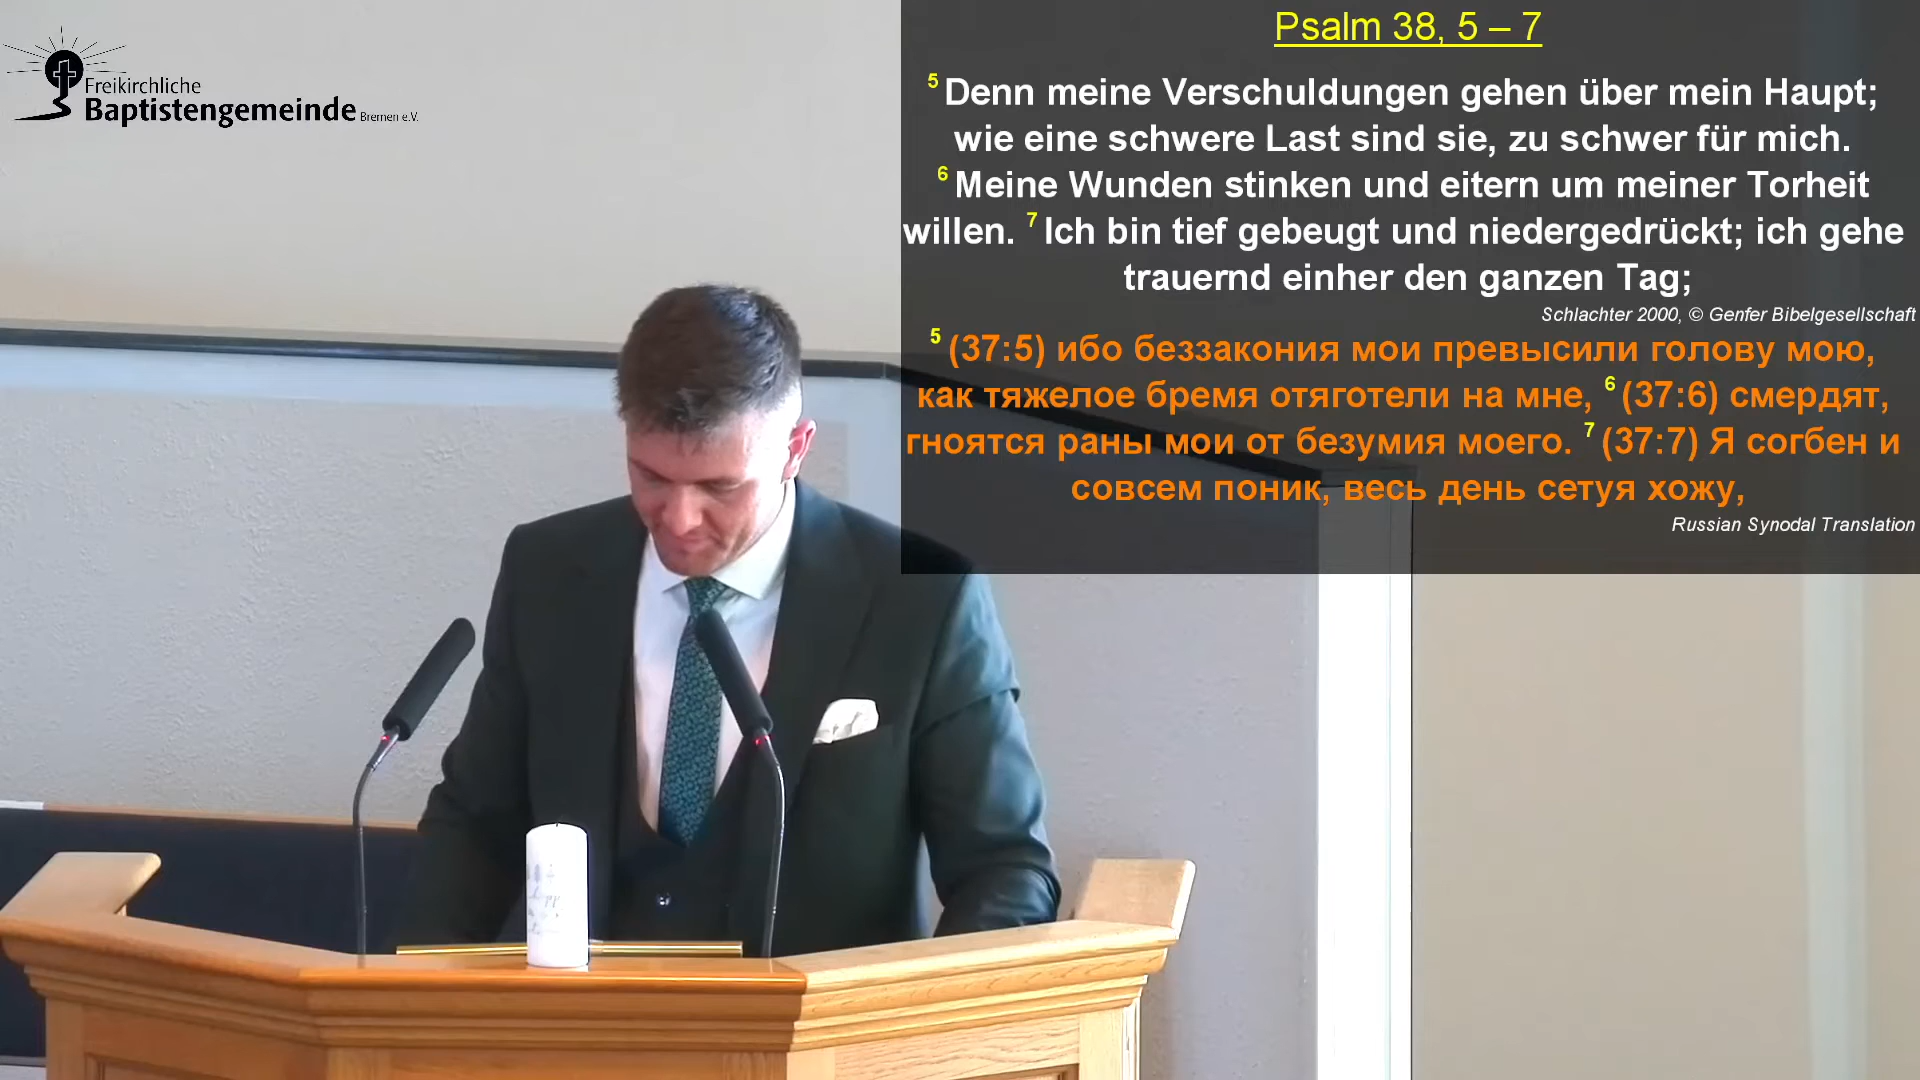 Freikirchliche
Baptistengemeinde Bremen e.V.
Psalm 38, 5 – 7
5 Denn meine Verschuldungen gehen über mein Haupt;
wie eine schwere Last sind sie, zu schwer für mich.
6 Meine Wunden stinken und eitern um meiner Torheit
willen. 7 Ich bin tief gebeugt und niedergedrückt; ich gehe
trauernd einher den ganzen Tag;
Schlachter 2000, © Genfer Bibelgesellschaft
5 (37:5) ибо беззакония мои превысили голову мою,
как тяжелое бремя отяготели на мне, 6 (37:6) смердят,
гноятся раны мои от безумия моего. 7 (37:7) Я согбен и
совсем поник, весь день сетуя хожу,
Russian Synodal Translation